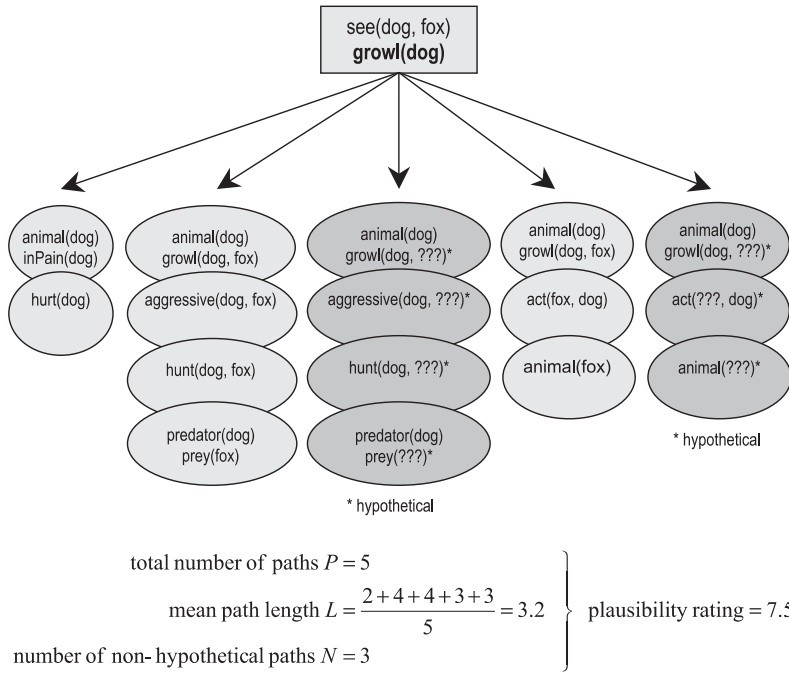 see(dog, fox)
growl(dog)
animal(dog)
inPain(dog)
hurt(dog)
animal(dog)
growl(dog, fox)
aggressive(dog, fox)
hunt(dog, fox)
predator(dog)
prey(fox)
animal(dog)
growl(dog, ???)*
aggressive(dog, ???)*
hunt(dog, ???)*
predator(dog)
prey(???)*
* hypothetical
animal(dog)
growl(dog, fox)
act(fox, dog)
animal(fox)
animal(dog)
growl(dog, ???)*
act(???, dog)*
animal(???)*
* hypothetical
total number of paths P = 5
mean path length L = (2+4+4+3+3)/5 = 3.2
number of non-hypothetical paths N = 3
plausibility rating = 7.5